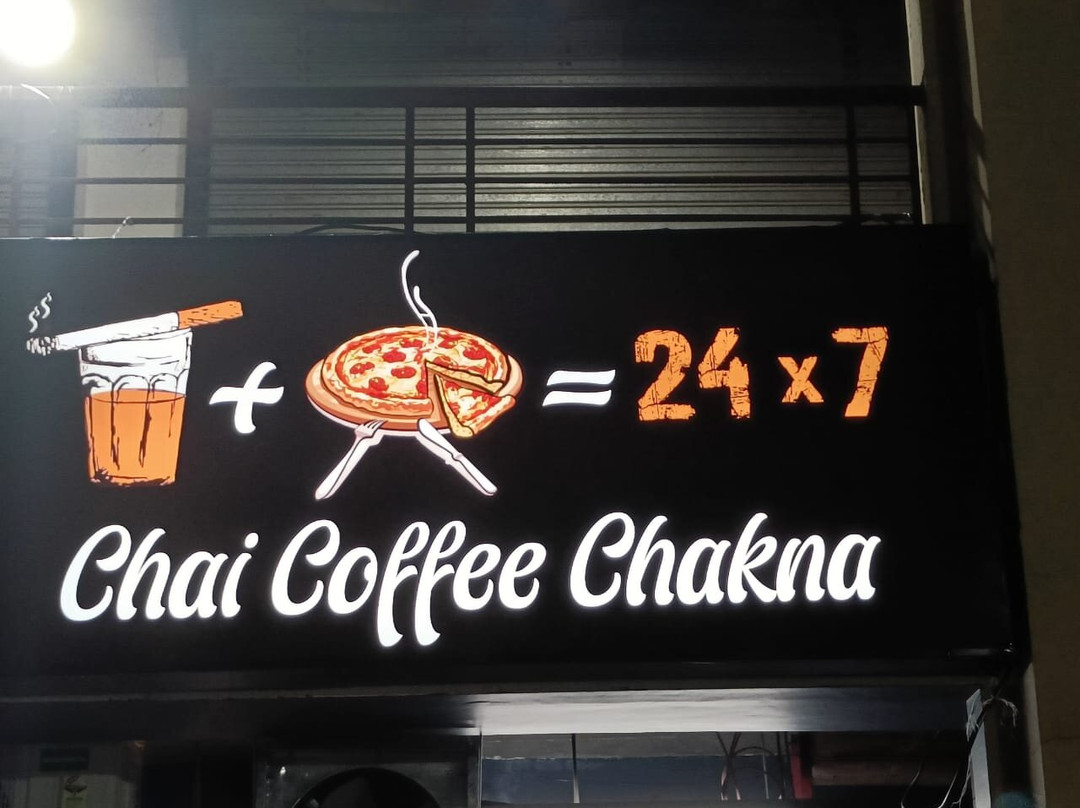 + = 24 x 7
Chai Coffee Chakna